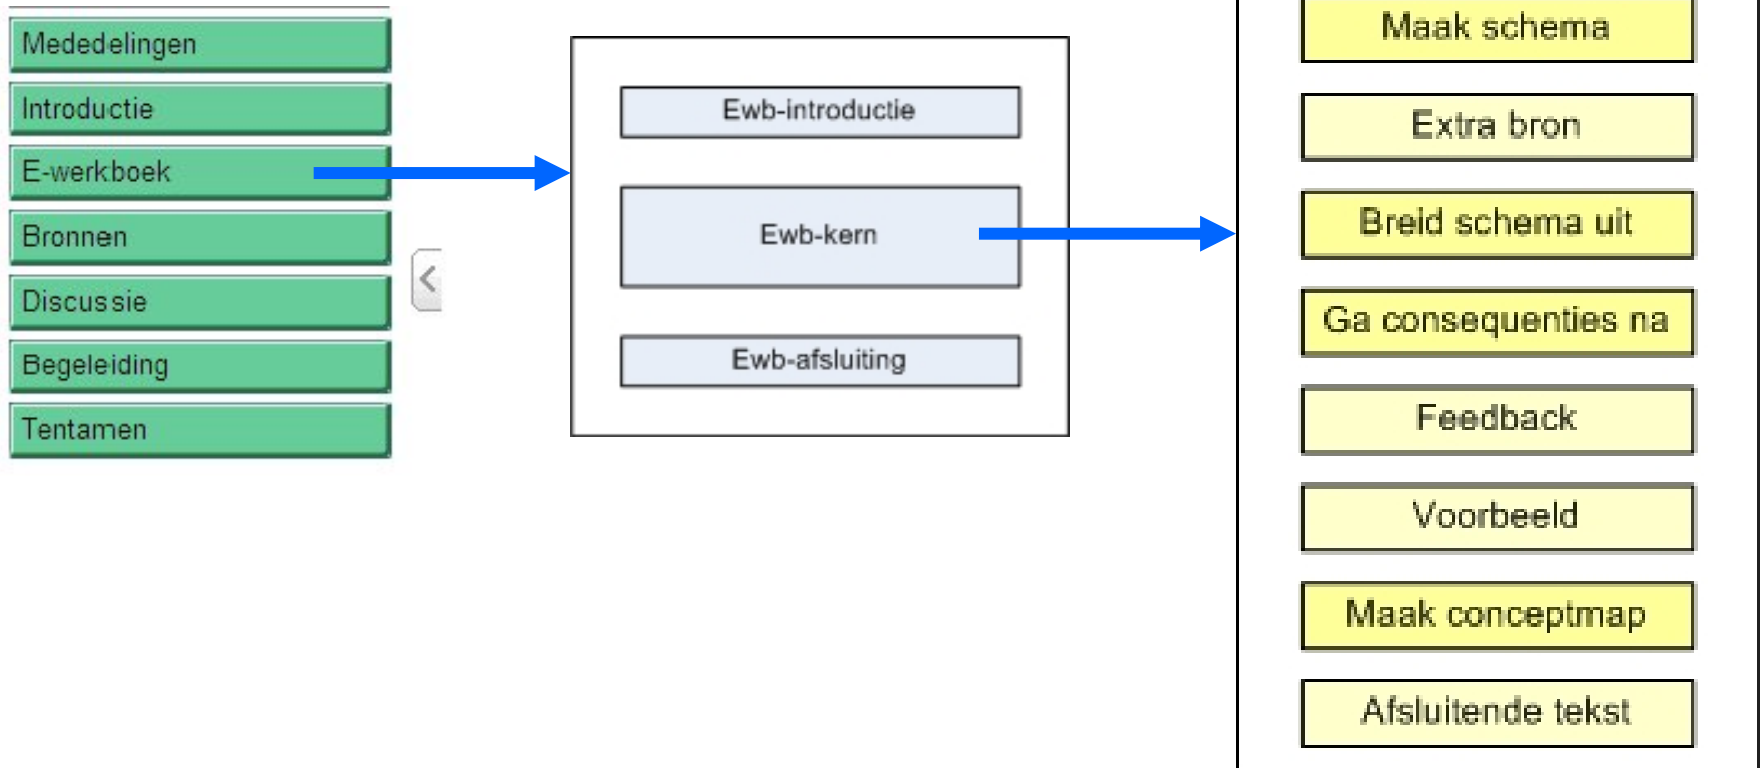 Mededelingen
Introductie
E-werkboek
Bronnen
Discussie
Begeleiding
Tentamen
Ewb-introductie
Ewb-kern
Ewb-afsluiting
Maak schema
Extra bron
Breid schema uit
Ga consequenties na
Feedback
Voorbeeld
Maak conceptmap
Afsluitende tekst